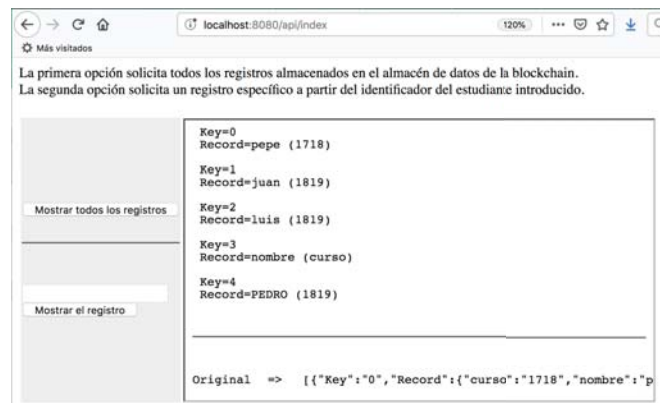 localhost:8080/api/index
120%
Más visitados
La primera opción solicita todos los registros almacenados en el almacén de datos de la blockchain.
La segunda opción solicita un registro específico a partir del identificador del estudiante introducido.
Mostrar todos los registros
Mostrar el registro
Key=0
Record=pepe (1718)
Key=1
Record=juan (1819)
Key=2
Record=luis (1819)
Key=3
Record=nombre (curso)
Key=4
Record=PEDRO (1819)
Original => [{"Key":"0","Record":{"curso":"1718","nombre":"p